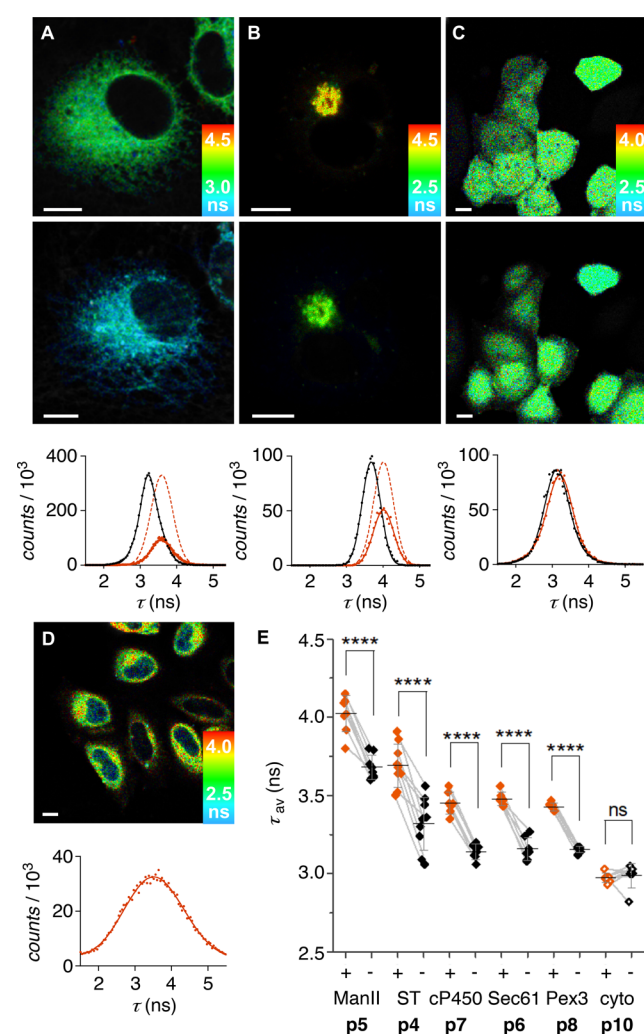 A
4.5
3.0
ns
B
4.5
2.5
ns
C
4.0
2.5
ns
counts / 10³
400
200
0
2 3 4 5
τ (ns)
counts / 10³
100
50
0
2 3 4 5
τ (ns)
counts / 10³
100
50
0
2 3 4 5
τ (ns)
D
4.0
2.5
ns
counts / 10³
40
20
0
2 3 4 5
τ (ns)
E
τav (ns)
4.5
4.0
3.5
3.0
2.5
****
****
****
****
****
ns
+ - + - + - + - + - + -
ManII ST cP450 Sec61 Pex3 cyto
p5 p4 p7 p6 p8 p10